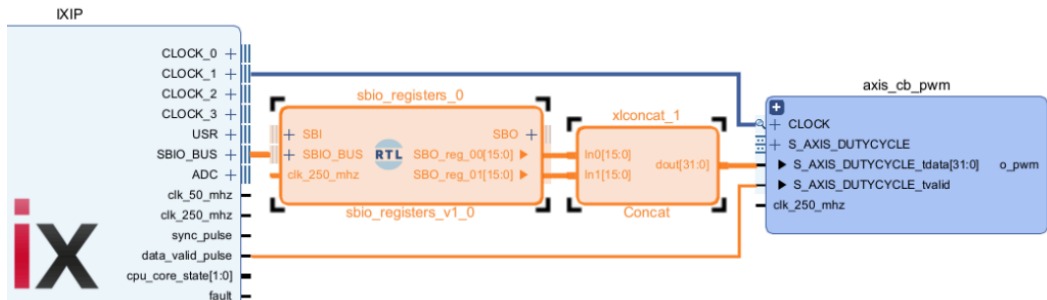 IXIP
CLOCK_0
CLOCK_1
CLOCK_2
CLOCK_3
USR
SBIO_BUS
ADC
clk_50_mhz
clk_250_mhz
sync_pulse
data_valid_pulse
cpu_core_state[1:0]
fault
ix
sbio_registers_0
SBI
SBIO_BUS
clk_250_mhz
RTL
SBO
SBO_reg_00[15:0]
SBO_reg_01[15:0]
sbio_registers_v1_0
xlconcat_1
In0[15:0]
In1[15:0]
dout[31:0]
Concat
axis_cb_pwm
CLOCK
S_AXIS_DUTYCYCLE
S_AXIS_DUTYCYCLE_tdata[31:0]
S_AXIS_DUTYCYCLE_tvalid
clk_250_mhz
o_pwm